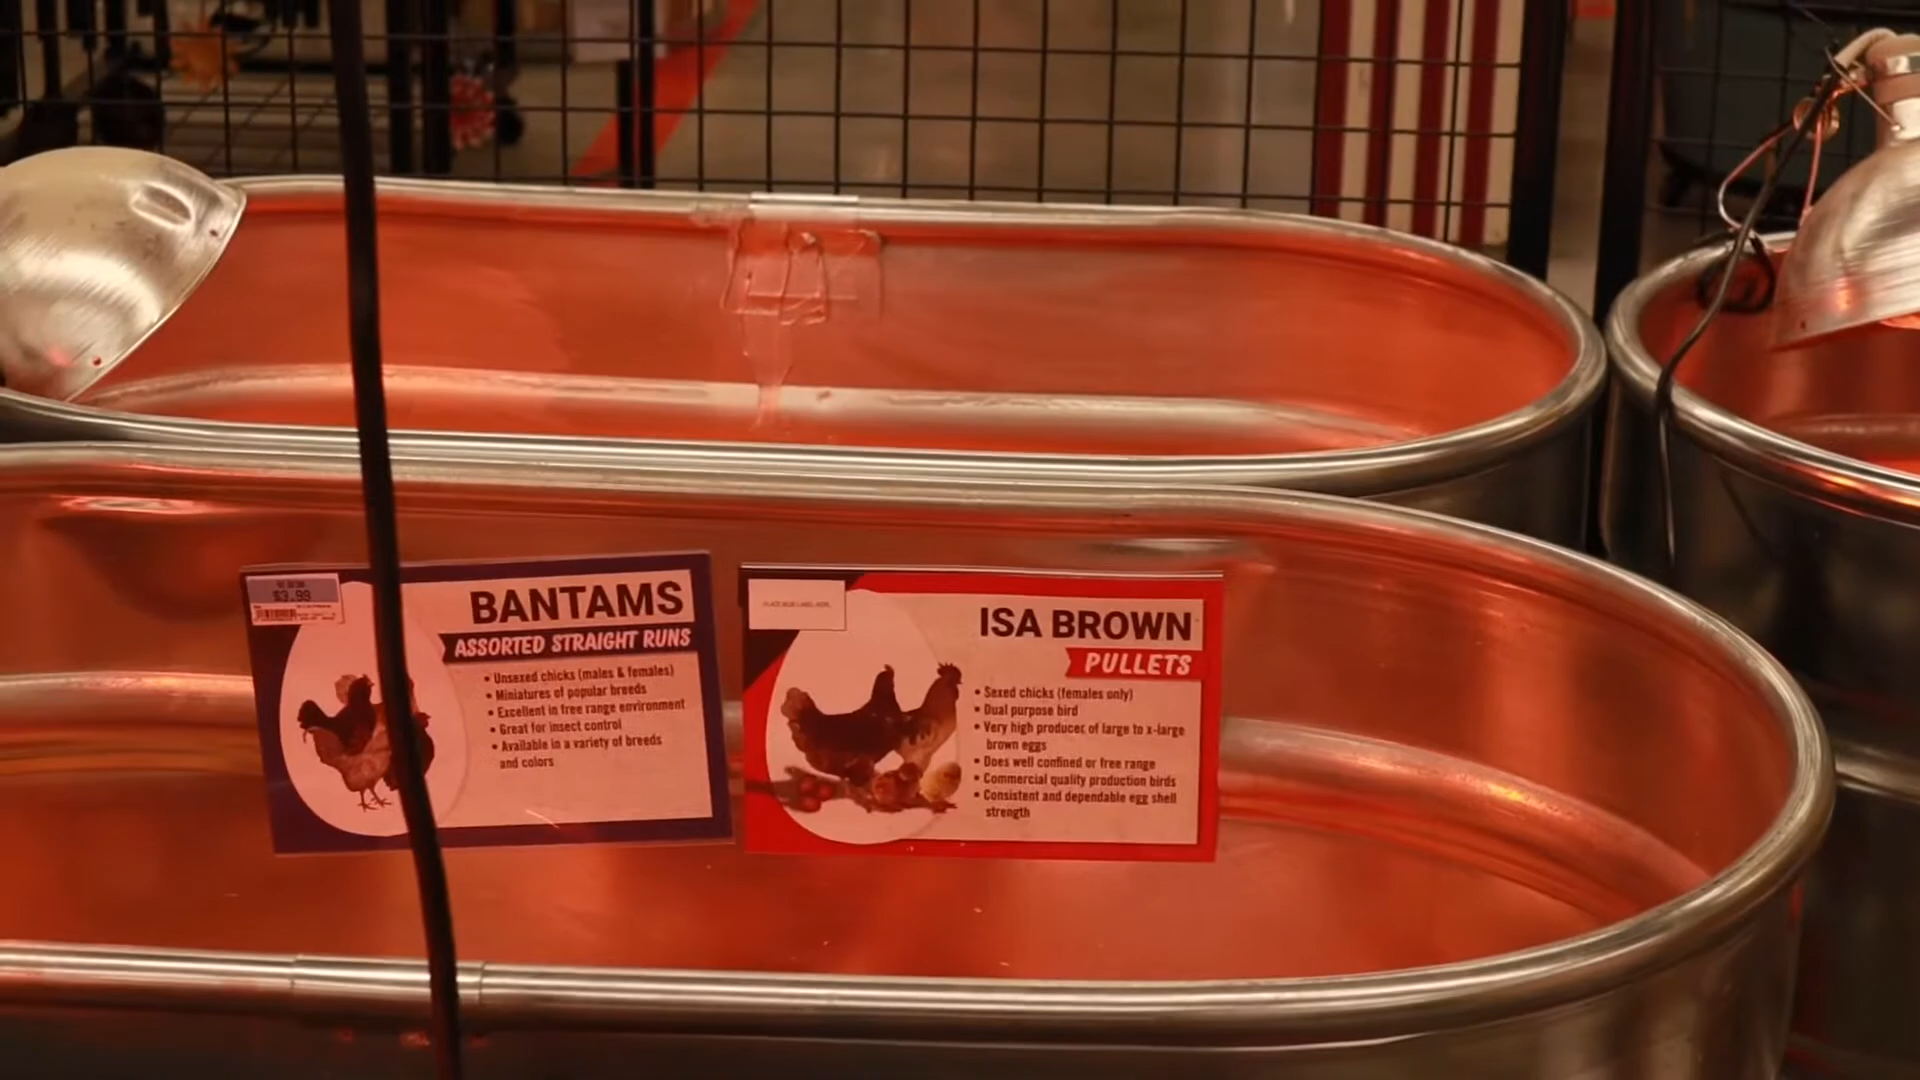 $3.99
BANTAMS
ASSORTED STRAIGHT RUNS
• Unsexed chicks (males & females)
• Miniatures of popular breeds
• Excellent in free range environment
• Great for insect control
• Available in a variety of breeds
and colors
ISA BROWN
PULLETS
• Sexed chicks (females only)
• Dual purpose bird
• Very high producer of large to x-large
brown eggs
• Does well confined or free range
• Commercial quality production birds
• Consistent and dependable egg shell
strength